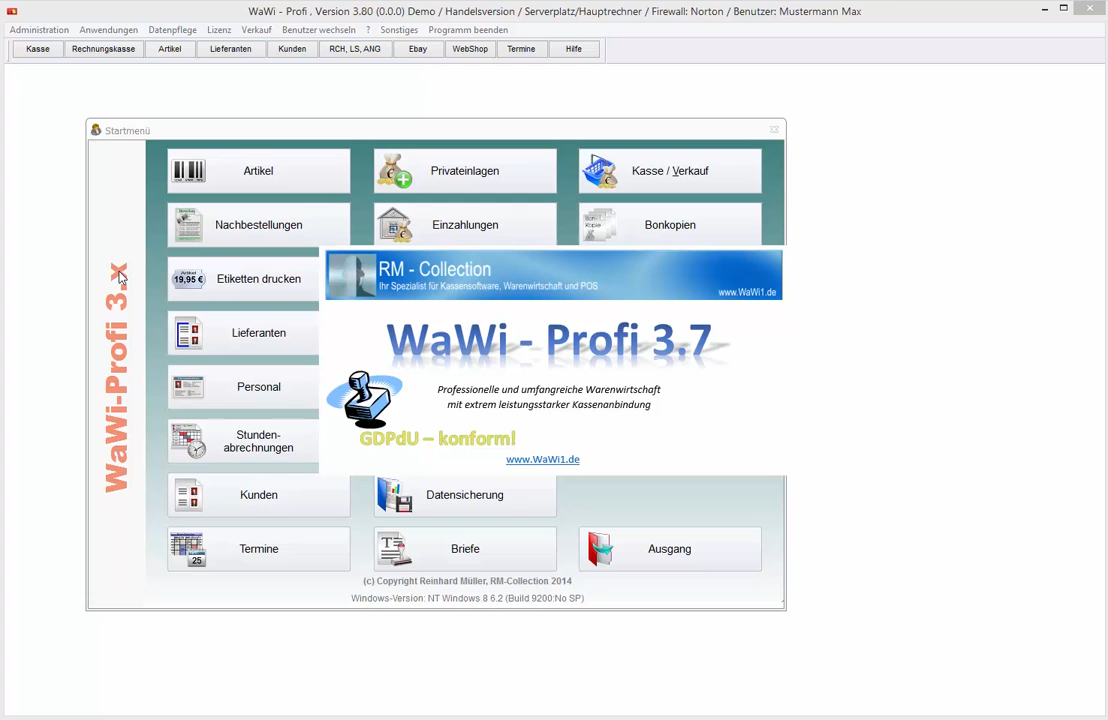 WaWi - Profi , Version 3.80 (0.0.0) Demo / Handelsversion / Serverplatz/Hauptrechner / Firewall: Norton / Benutzer: Mustermann Max
Administration Anwendungen Datenpflege Lizenz Verkauf Benutzer wechseln ? Sonstiges Programm beenden
Kasse Rechnungskasse Artikel Lieferanten Kunden RCH, LS, ANG Ebay WebShop Termine Hilfe
Startmenü
WaWi-Profi 3.x
Artikel Privateinlagen Kasse / Verkauf
Nachbestellungen Einzahlungen Bonkopien
Etiketten drucken
Artikel
19,95 €
Lieferanten
Personal
Stunden-
abrechnungen
Kunden Datensicherung
Termine Briefe Ausgang
25
RM - Collection
Ihr Spezialist für Kassensoftware, Warenwirtschaft und POS
www.WaWi1.de
WaWi - Profi 3.7
Professionelle und umfangreiche Warenwirtschaft
mit extrem leistungsstarker Kassenanbindung
GDPdU – konform!
www.WaWi1.de
(c) Copyright Reinhard Müller, RM-Collection 2014
Windows-Version: NT Windows 8 6.2 (Build 9200:No SP)